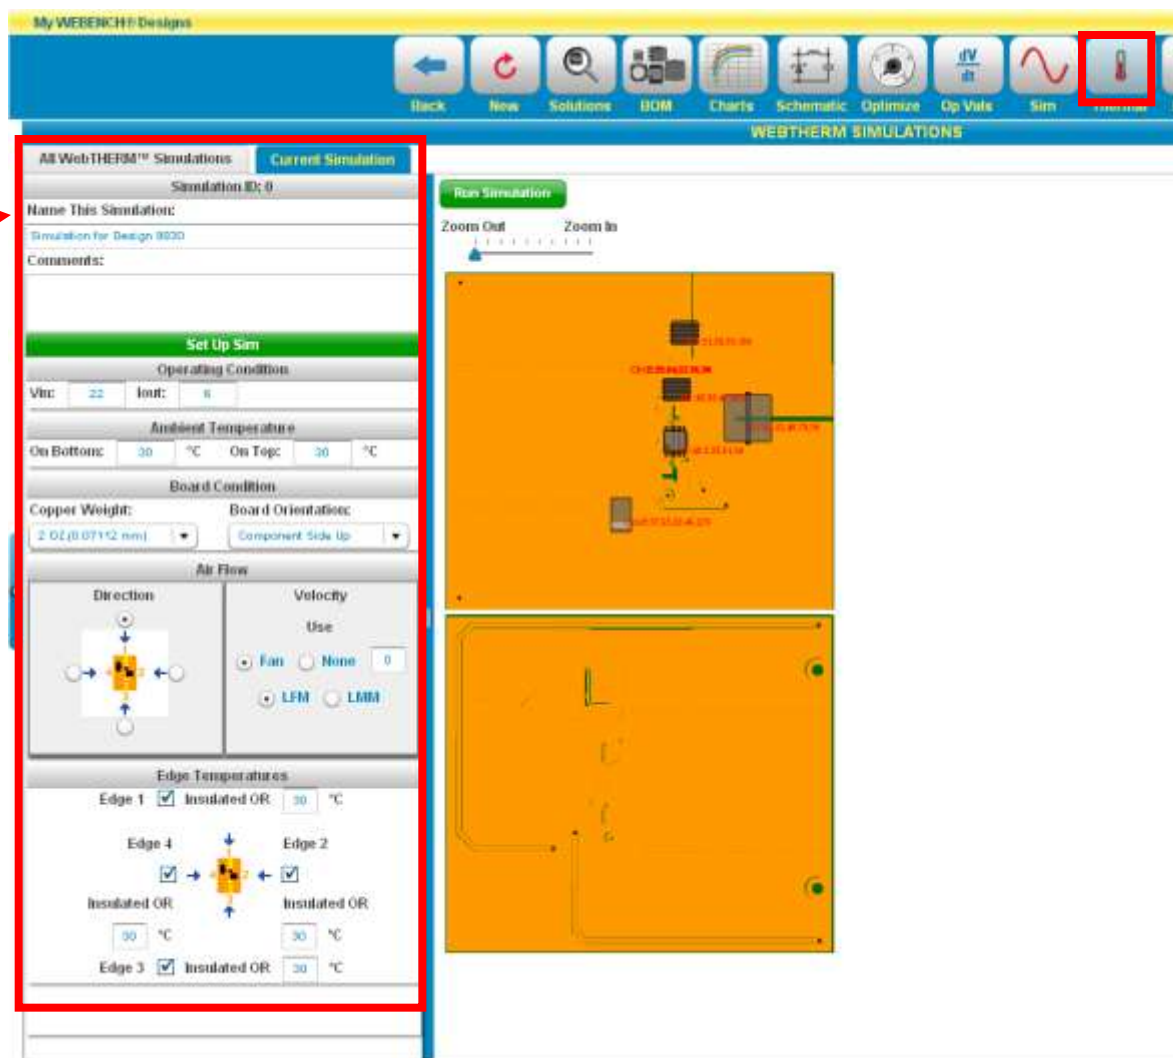 My WEBENCH® Designs
Back New Solutions BOM Charts Schematic Optimize Op Vals Sim Thermal
dV
dt
WEBTHERM SIMULATIONS
All WebTHERM™ Simulations Current Simulation
Simulation ID: 0
Name This Simulation:
Simulation for Design
Comments:
Set Up Sim
Operating Condition
Vin: 22 Iout: 6
Ambient Temperature
On Bottom: 30 °C On Top: 30 °C
Board Condition
Copper Weight: Board Orientation:
2 OZ.(0.07112 mm) Component Side Up
Air Flow
Direction Velocity
Use
Fan None 0
LFM LMM
Edge Temperatures
Edge 1 Insulated OR 30 °C
Edge 4 Edge 2
Insulated OR Insulated OR
30 °C 30 °C
Edge 3 Insulated OR 30 °C
Run Simulation
Zoom Out Zoom In